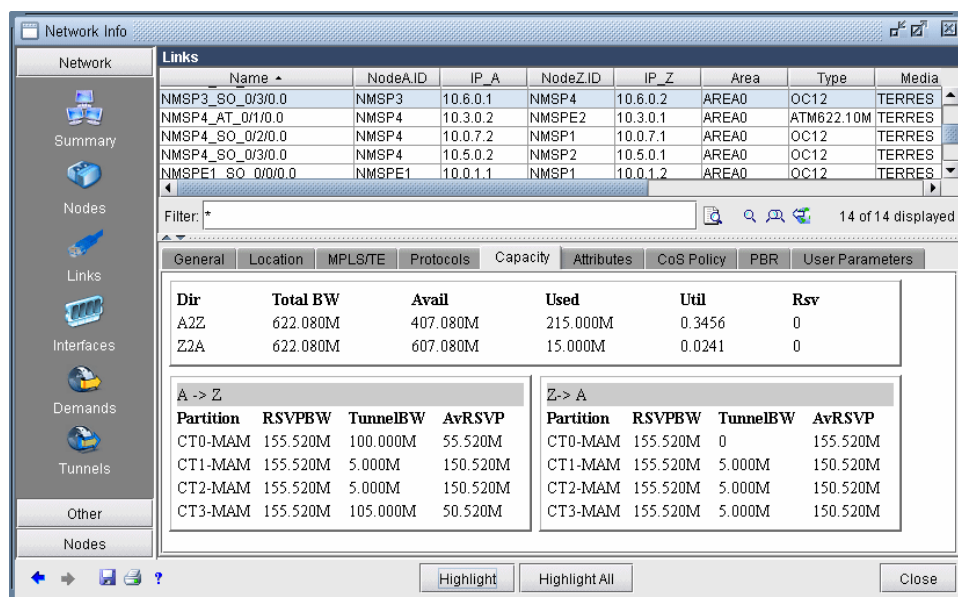 Network Info
Network
Summary
Nodes
Links
Interfaces
Demands
Tunnels
Other
Nodes
Links
Name NodeA.ID IP_A NodeZ.ID IP_Z Area Type Media
NMSP3_SO_0/3/0.0 NMSP3 10.6.0.1 NMSP4 10.6.0.2 AREA0 OC12 TERRES
NMSP4_AT_0/1/0.0 NMSP4 10.3.0.2 NMSPE2 10.3.0.1 AREA0 ATM622.10M TERRES
NMSP4_SO_0/2/0.0 NMSP4 10.0.7.2 NMSP1 10.0.7.1 AREA0 OC12 TERRES
NMSP4_SO_0/3/0.0 NMSP4 10.5.0.2 NMSP2 10.5.0.1 AREA0 OC12 TERRES
NMSPE1_SO_0/0/0.0 NMSPE1 10.0.1.1 NMSP1 10.0.1.2 AREA0 OC12 TERRES
Filter: * 14 of 14 displayed
General Location MPLS/TE Protocols Capacity Attributes CoS Policy PBR User Parameters
Dir Total BW Avail Used Util Rsv
A2Z 622.080M 407.080M 215.000M 0.3456 0
Z2A 622.080M 607.080M 15.000M 0.0241 0
A -> Z
Partition RSVPBW TunnelBW AvRSVP
CT0-MAM 155.520M 100.000M 55.520M
CT1-MAM 155.520M 5.000M 150.520M
CT2-MAM 155.520M 5.000M 150.520M
CT3-MAM 155.520M 105.000M 50.520M
Z-> A
Partition RSVPBW TunnelBW AvRSVP
CT0-MAM 155.520M 0 155.520M
CT1-MAM 155.520M 5.000M 150.520M
CT2-MAM 155.520M 5.000M 150.520M
CT3-MAM 155.520M 5.000M 150.520M
? Highlight Highlight All Close